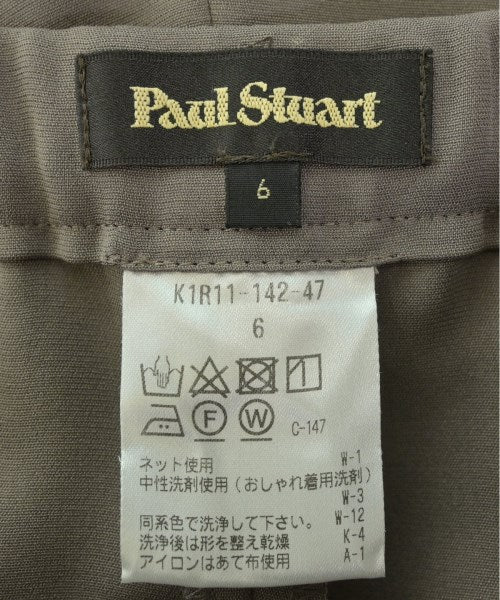 Paul Stuart
6
K1R11-142-47
6
F W C-147
ネット使用 W-1
中性洗剤使用(おしゃれ着用洗剤)
W-3
同系色で洗浄して下さい。 W-12
洗浄後は形を整え乾燥 K-4
アイロンはあて布使用 A-1